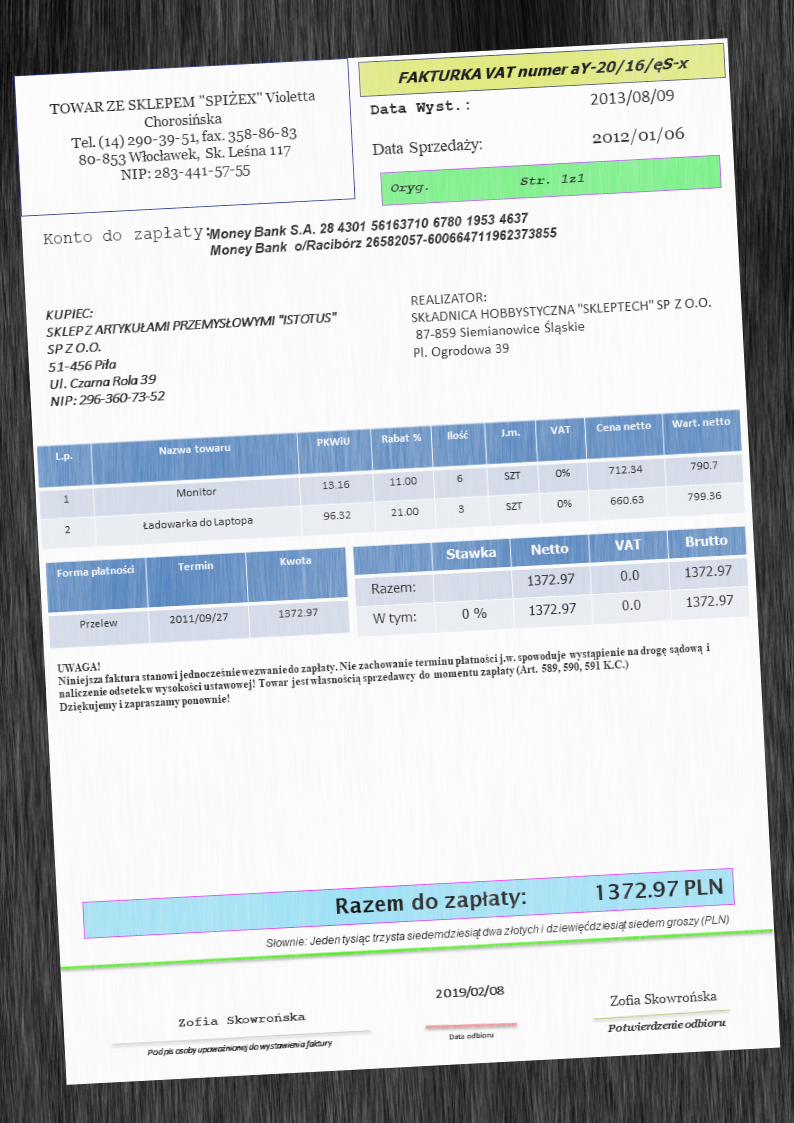 TOWAR ZE SKLEPEM "SPIŻEX" Violetta
Chorosińska
Tel. (14) 290-39-51, fax. 358-86-83
80-853 Włocławek, Sk. Leśna 117
NIP: 283-441-57-55
FAKTURKA VAT numer aY-20/16/ęS-x
Data Wyst.: 2013/08/09
Data Sprzedaży: 2012/01/06
Oryg. Str. 1z1
Konto do zapłaty: Money Bank S.A. 28 4301 56163710 6780 1953 4637
Money Bank o/Racibórz 26582057-600664711962373855
KUPIEC:
SKLEP Z ARTYKUŁAMI PRZEMYSŁOWYMI "ISTOTUS"
SP Z O.O.
51-456 Piła
Ul. Czarna Rola 39
NIP: 296-360-73-52
REALIZATOR:
SKŁADNICA HOBBYSTYCZNA "SKLEPTECH" SP Z O.O.
87-859 Siemianowice Śląskie
Pl. Ogrodowa 39
L.p. Nazwa towaru PKWiU Rabat % Ilość J.m. VAT Cena netto Wart. netto
1 Monitor 13.16 11.00 6 SZT 0% 712.34 790.7
2 Ładowarka do Laptopa 96.32 21.00 3 SZT 0% 660.63 799.36
Forma płatności Termin Kwota
Przelew 2011/09/27 1372.97
Stawka Netto VAT Brutto
Razem: 1372.97 0.0 1372.97
W tym: 0 % 1372.97 0.0 1372.97
UWAGA!
Niniejsza faktura stanowi jednocześnie wezwanie do zapłaty. Nie zachowanie terminu płatności j.w. spowoduje wystąpienie na drogę sądową i
naliczenie odsetek w wysokości ustawowej! Towar jest własnością sprzedawcy do momentu zapłaty (Art. 589, 590, 591 K.C.)
Dziękujemy i zapraszamy ponownie!
Razem do zapłaty: 1372.97 PLN
Słownie: Jeden tysiąc trzysta siedemdziesiąt dwa złotych i dziewięćdziesiąt siedem groszy (PLN)
Zofia Skowrońska
Podpis osoby upoważnionej do wystawienia faktury
2019/02/08
Data odbioru
Zofia Skowrońska
Potwierdzenie odbioru